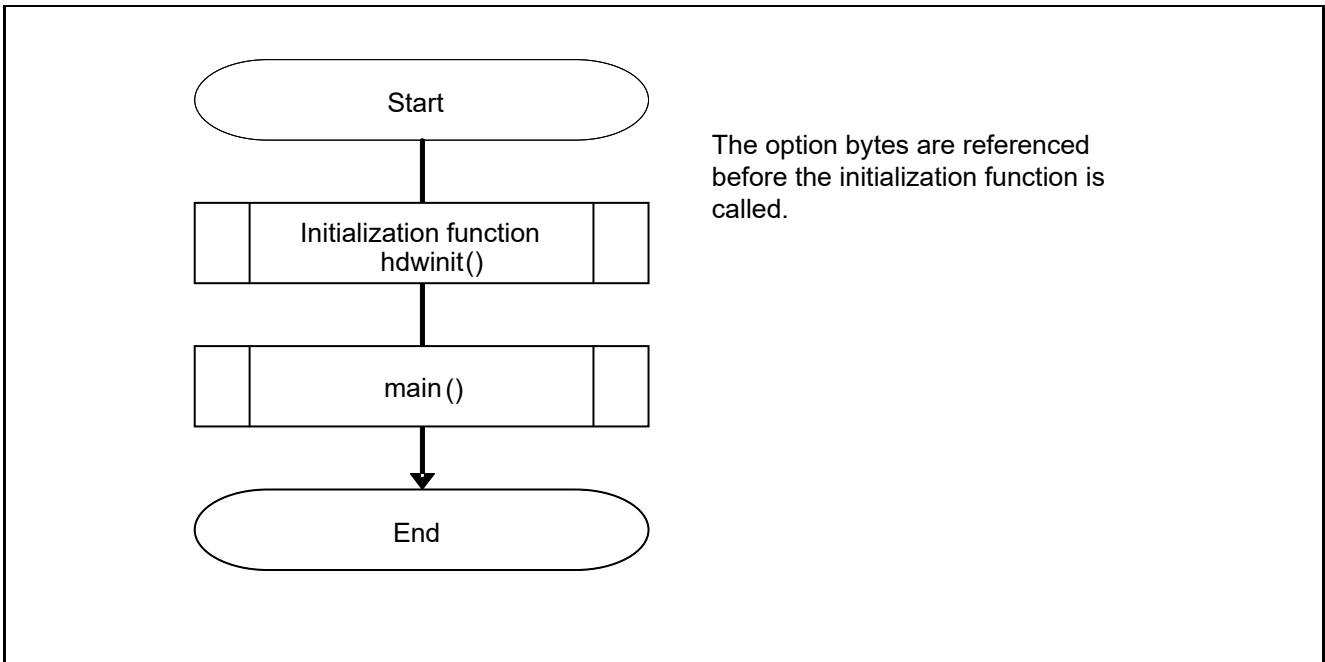 Start
The option bytes are referenced
before the initialization function is
called.
Initialization function
hdwinit()
main()
End